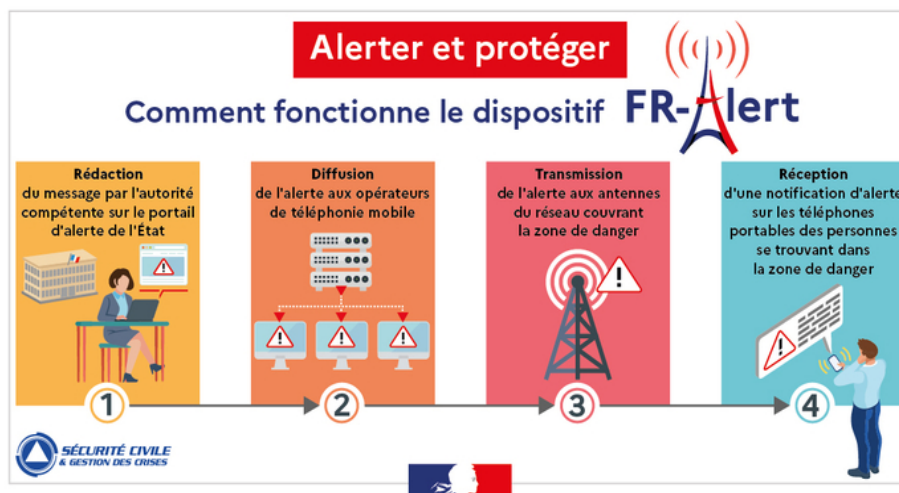 Alerter et protéger
Comment fonctionne le dispositif FR-Alert
Rédaction
du message par l'autorité
compétente sur le portail
d'alerte de l'État
1
Diffusion
de l'alerte aux opérateurs
de téléphonie mobile
2
Transmission
de l'alerte aux antennes
du réseau couvrant
la zone de danger
3
Réception
d'une notification d'alerte
sur les téléphones
portables des personnes
se trouvant dans
la zone de danger
4
SÉCURITÉ CIVILE
& GESTION DES CRISES